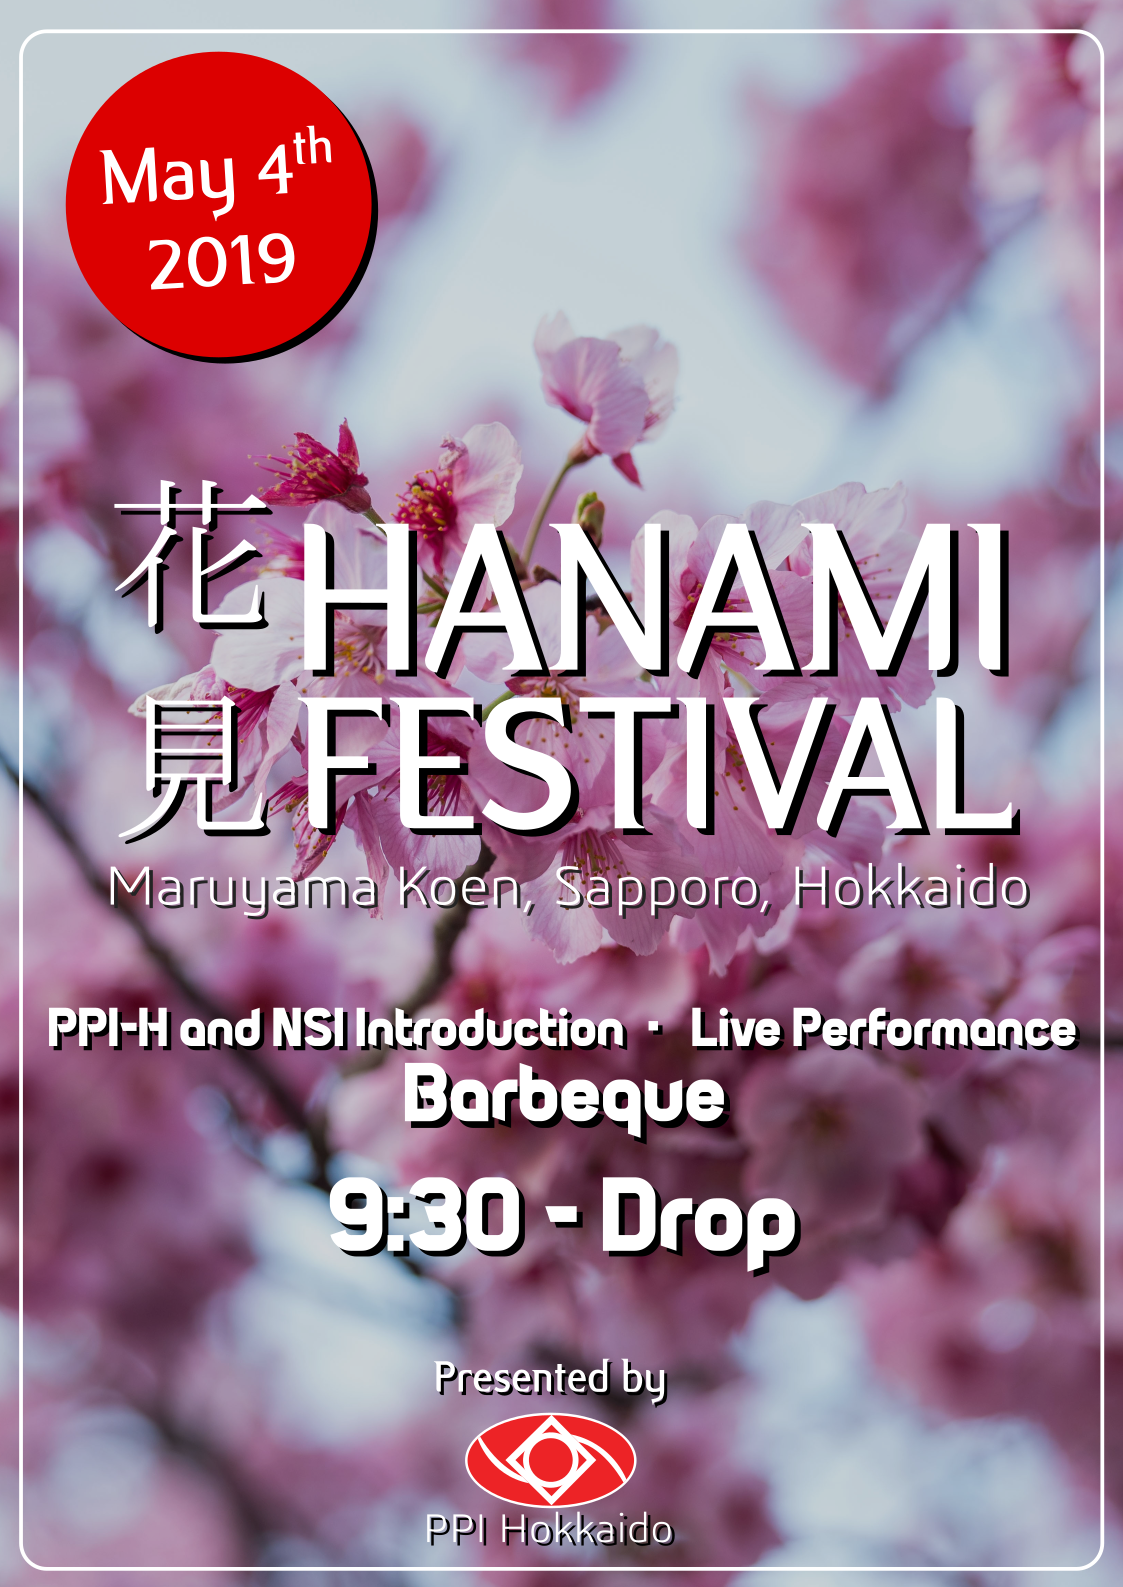 May 4th
2019
花見
HANAMI
FESTIVAL
Maruyama Koen, Sapporo, Hokkaido
PPI-H and NSI Introduction · Live Performance
Barbeque
9:30 - Drop
Presented by
PPI Hokkaido